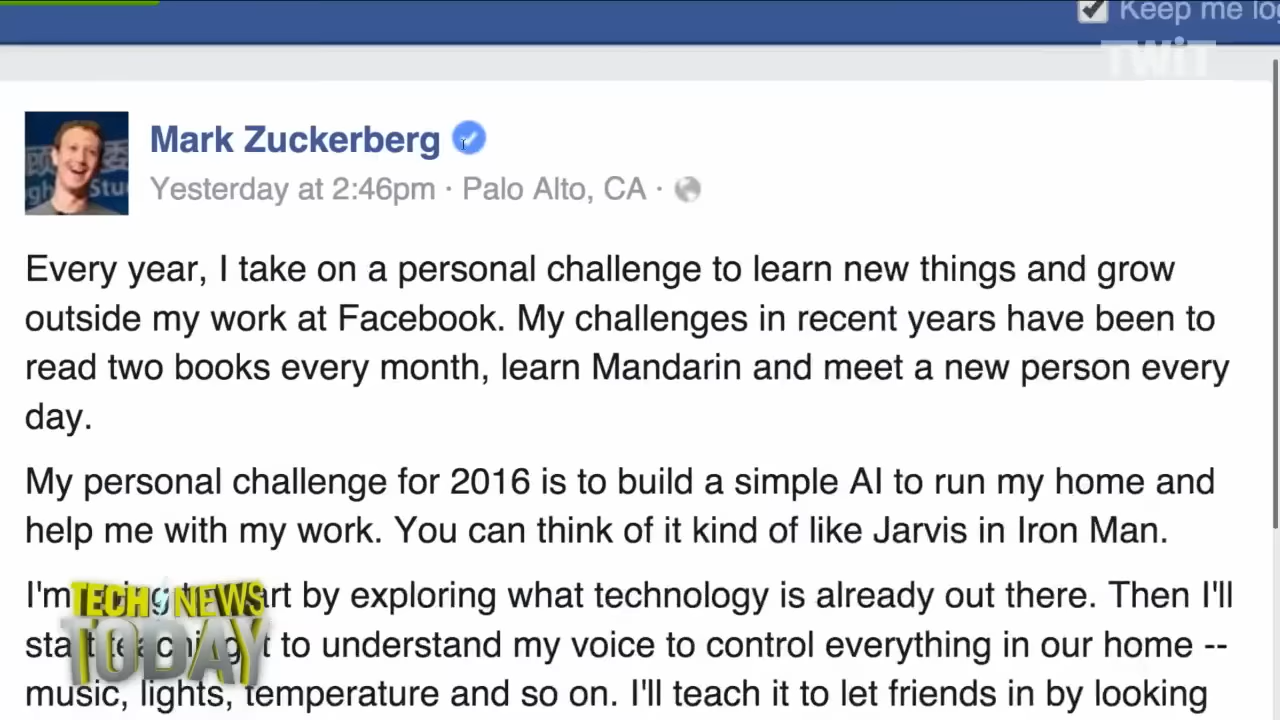 Keep me
TWiT
Mark Zuckerberg
Yesterday at 2:46pm · Palo Alto, CA ·
Every year, I take on a personal challenge to learn new things and grow
outside my work at Facebook. My challenges in recent years have been to
read two books every month, learn Mandarin and meet a new person every
day.
My personal challenge for 2016 is to build a simple AI to run my home and
help me with my work. You can think of it kind of like Jarvis in Iron Man.
I'm by exploring what technology is already out there. Then I'll
to understand my voice to control everything in our home --
music, lights, temperature and so on. I'll teach it to let friends in by looking
TECH NEWS
TODAY